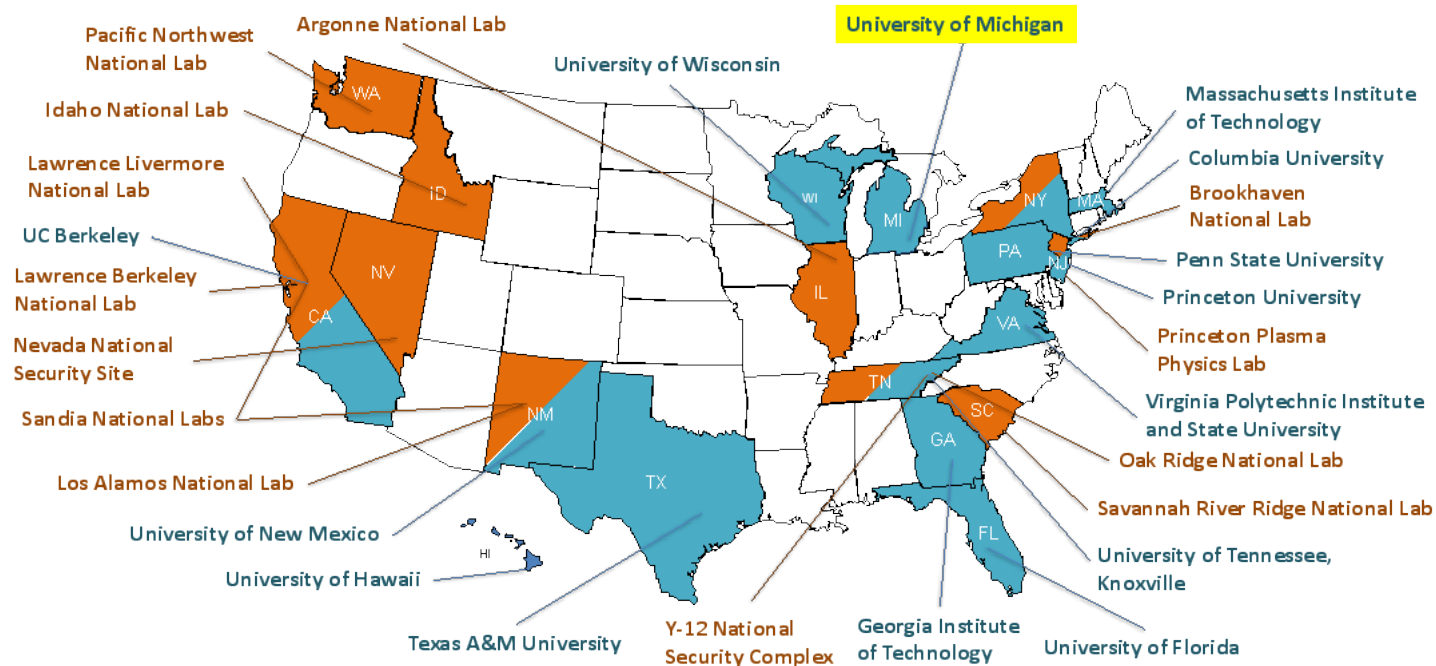 Argonne National Lab
University of Michigan
Pacific Northwest
National Lab
University of Wisconsin
Massachusetts Institute
of Technology
Idaho National Lab
Columbia University
Lawrence Livermore
National Lab
Brookhaven
National Lab
UC Berkeley
Penn State University
Lawrence Berkeley
National Lab
Princeton University
Nevada National
Security Site
Princeton Plasma
Physics Lab
Sandia National Labs
Virginia Polytechnic Institute
and State University
Los Alamos National Lab
Oak Ridge National Lab
Savannah River Ridge National Lab
University of New Mexico
University of Tennessee,
Knoxville
University of Hawaii
Texas A&M University
Y-12 National
Security Complex
Georgia Institute
of Technology
University of Florida
WA
ID
NV
CA
NM
TX
HI
WI
MI
IL
NY
MA
PA
NJ
VA
TN
SC
GA
FL